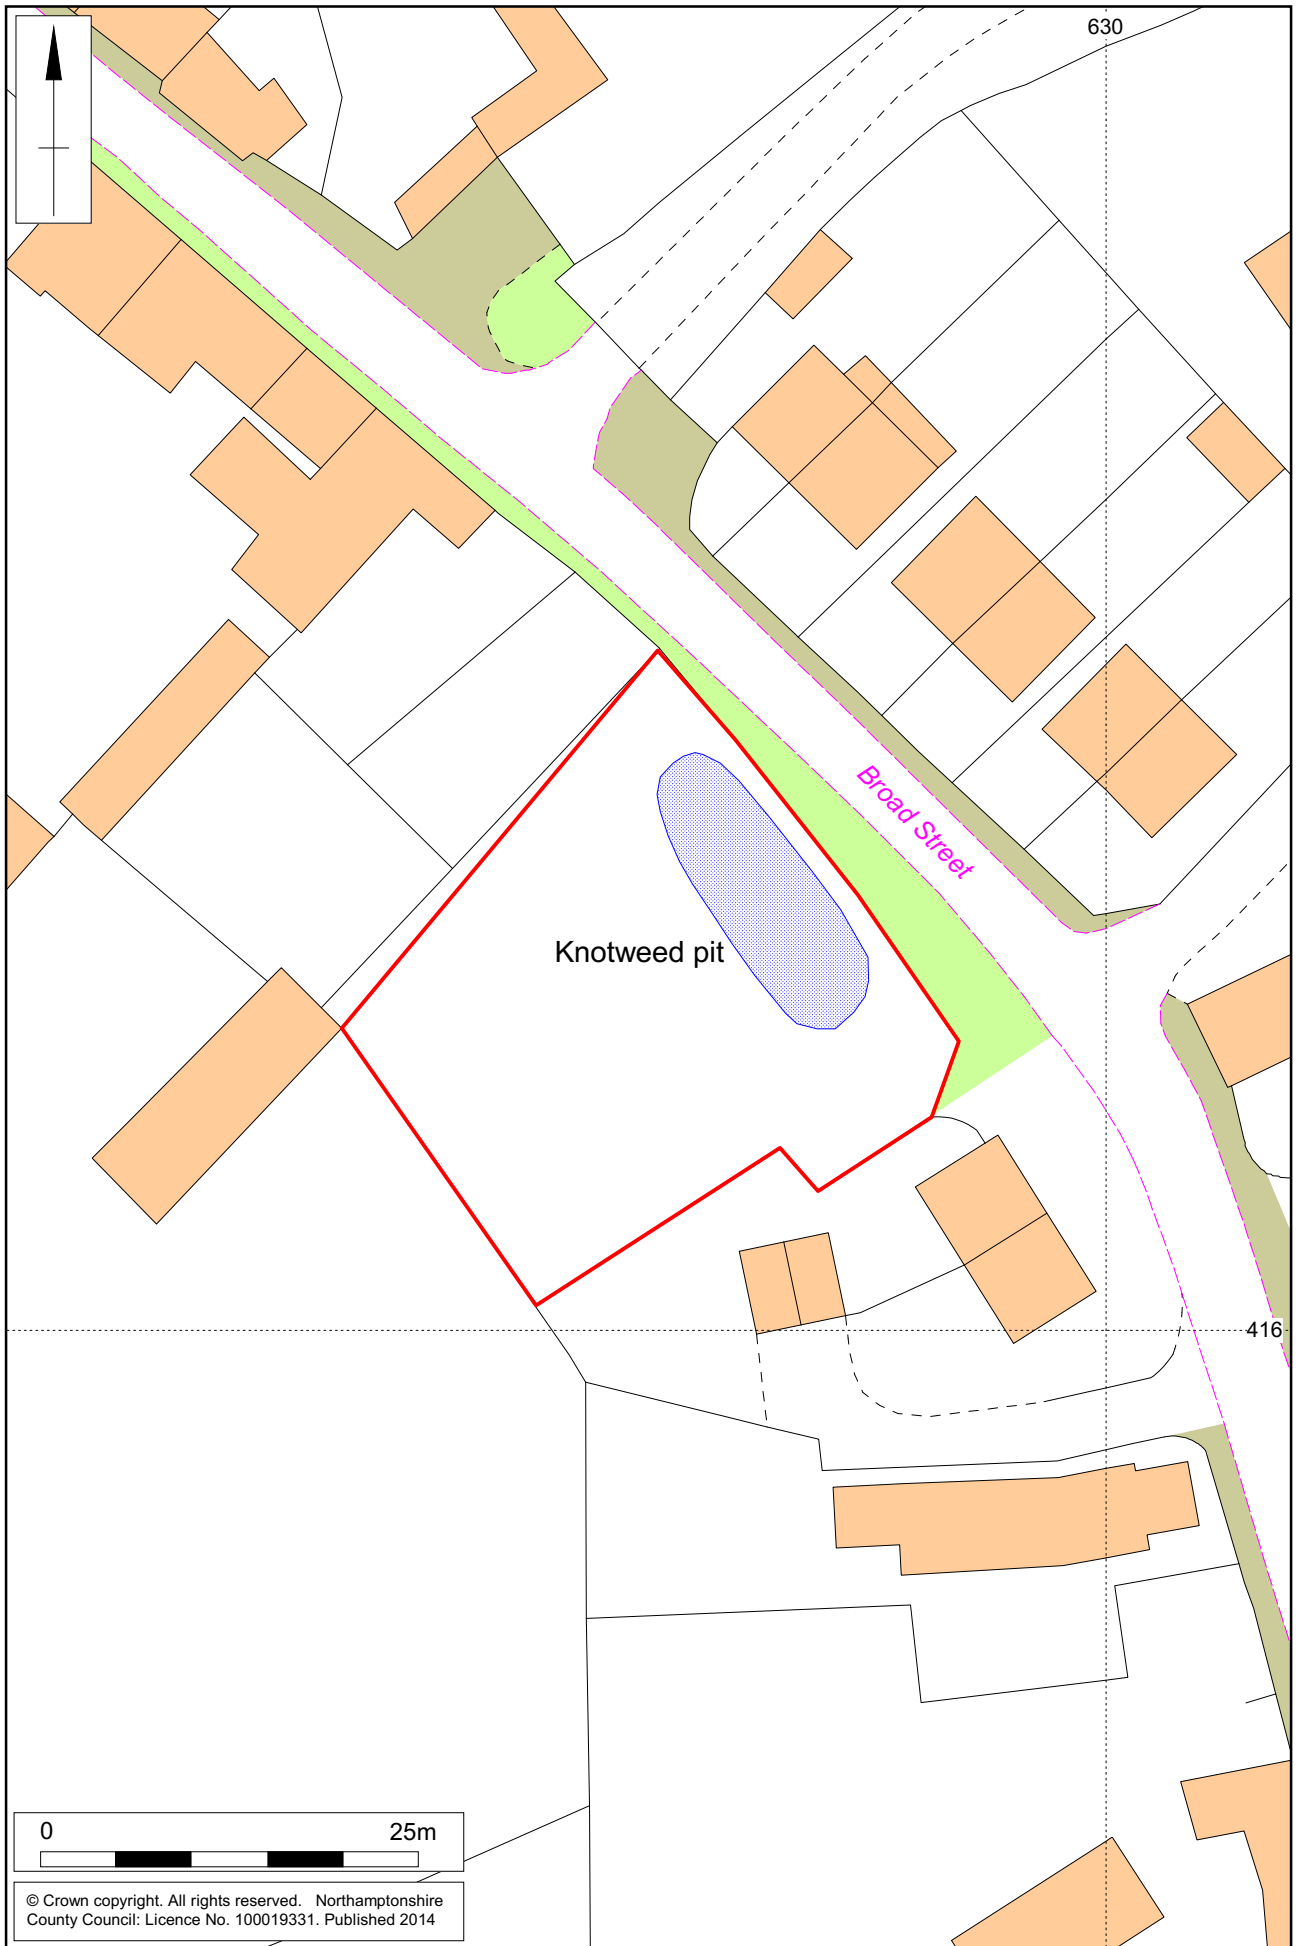 630
Broad Street
Knotweed pit
416
0 25m
© Crown copyright. All rights reserved. Northamptonshire
County Council: Licence No. 100019331. Published 2014